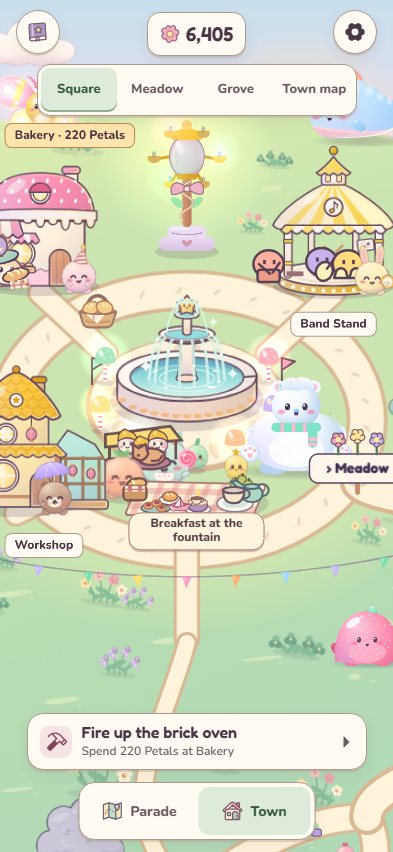 6,405
Square
Meadow
Grove
Town map
Bakery · 220 Petals
Band Stand
› Meadow
Breakfast at the
fountain
Workshop
Fire up the brick oven
Spend 220 Petals at Bakery
Parade
Town